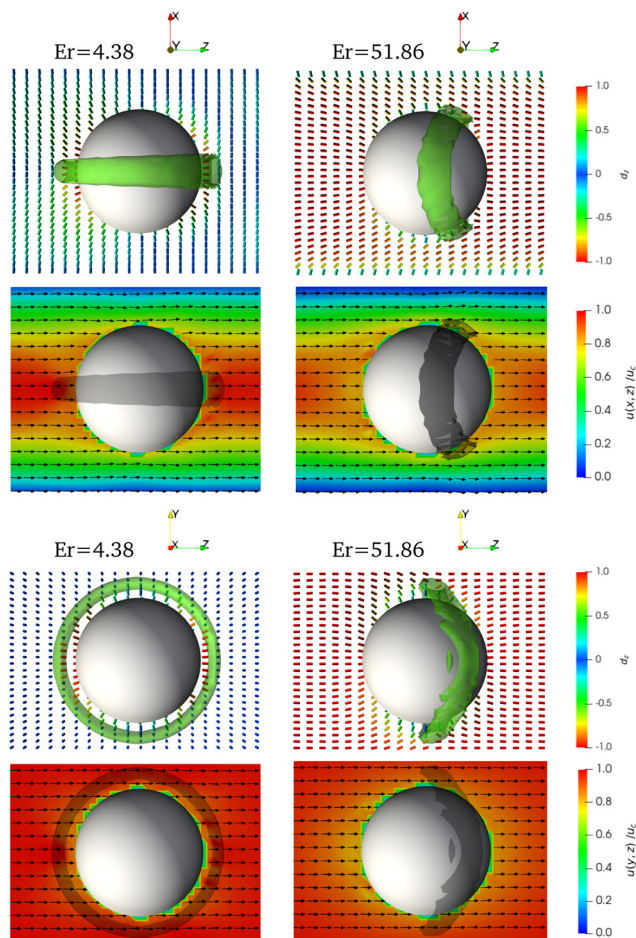 X
Y Z
X
Y Z
Er=4.38
Er=51.86
1.0
0.5
0
-0.5
-1.0
d_z
1.0
0.8
0.6
0.4
0.2
0.0
u(x,z) /u_c
Y
X Z
Y
X Z
Er=4.38
Er=51.86
1.0
0.5
0
-0.5
-1.0
d_z
1.0
0.8
0.6
0.4
0.2
0.0
u(y,z) /u_c